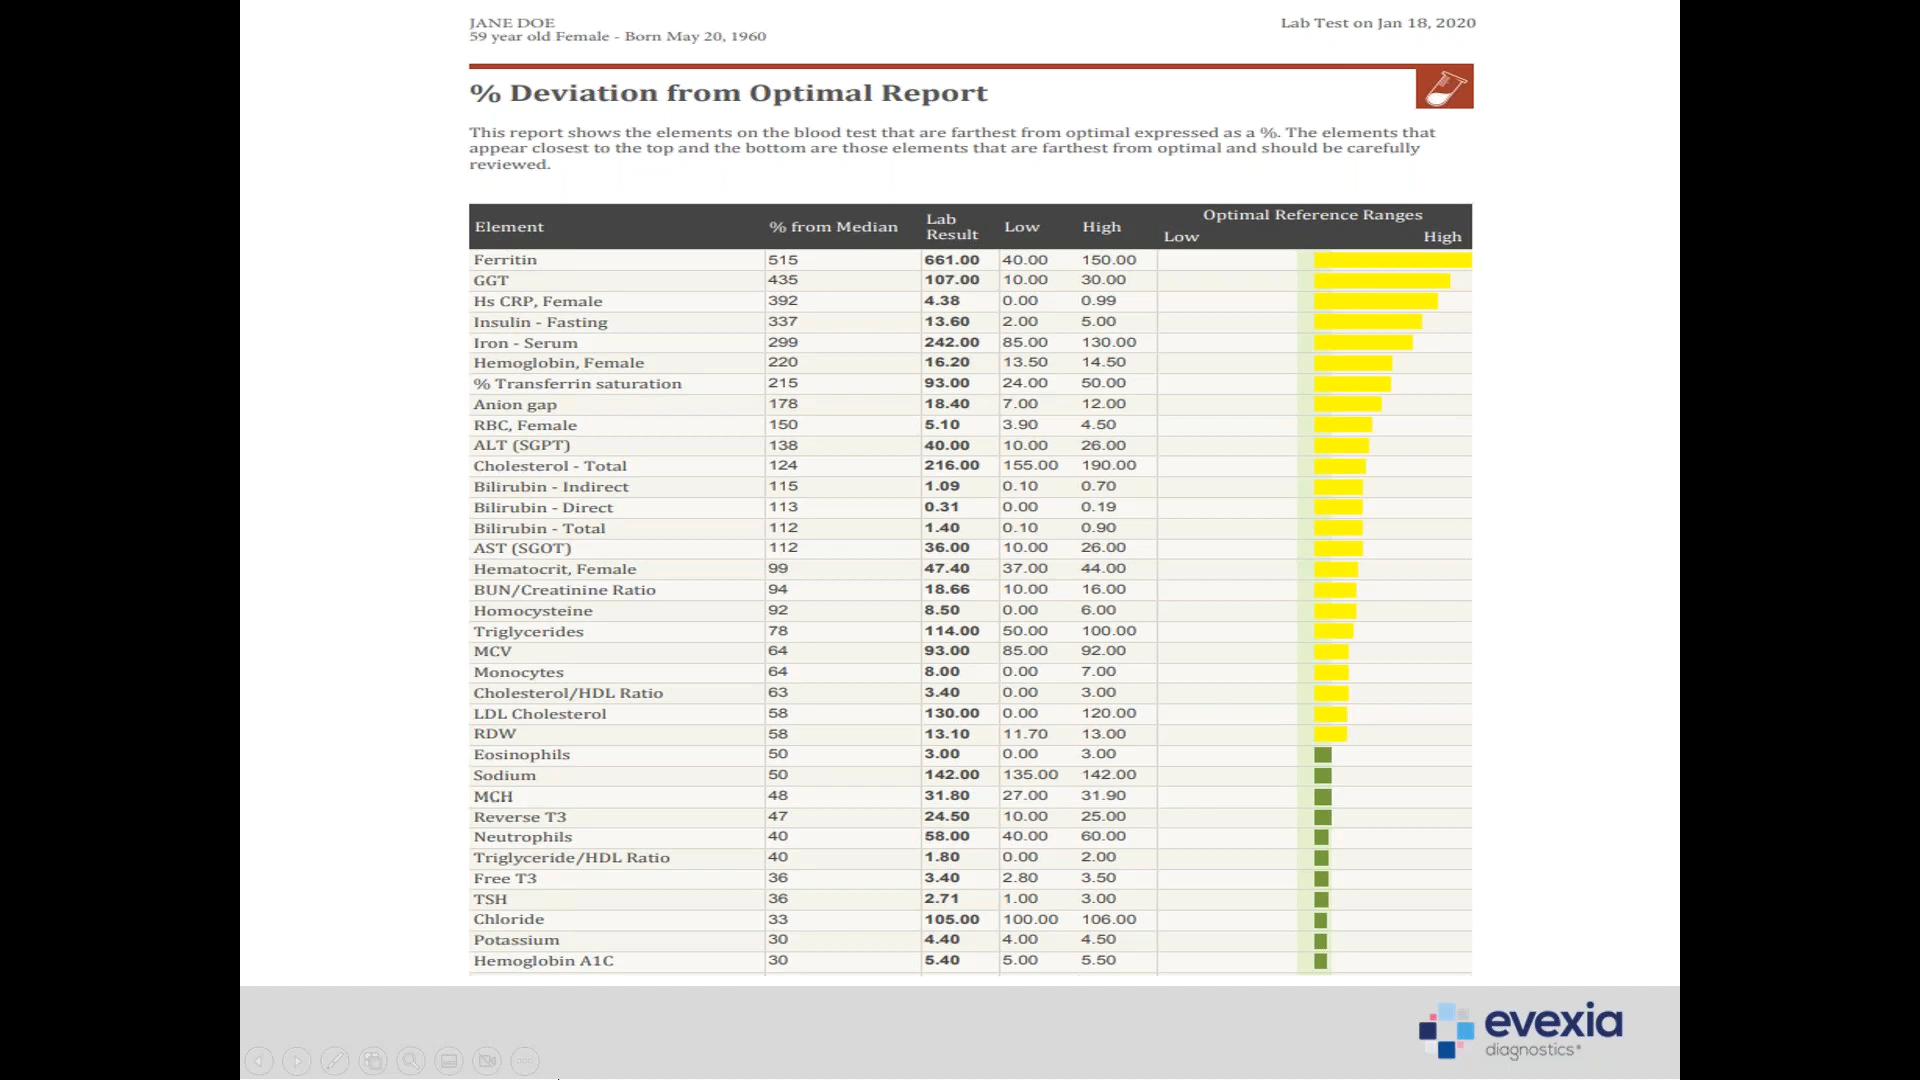 JANE DOE
Lab Test on Jan 18, 2020
59 year old Female - Born May 20, 1960
% Deviation from Optimal Report
This report shows the elements on the blood test that are farthest from optimal expressed as a %. The elements that
appear closest to the top and the bottom are those elements that are farthest from optimal and should be carefully
reviewed.
Element % from Median Lab Result Low High Optimal Reference Ranges
Low High
Ferritin 515 661.00 40.00 150.00
GGT 435 107.00 10.00 30.00
Hs CRP, Female 392 4.38 0.00 0.99
Insulin - Fasting 337 13.60 2.00 5.00
Iron - Serum 299 242.00 85.00 130.00
Hemoglobin, Female 220 16.20 13.50 14.50
% Transferrin saturation 215 93.00 24.00 50.00
Anion gap 178 18.40 7.00 12.00
RBC, Female 150 5.10 3.90 4.50
ALT (SGPT) 138 40.00 10.00 26.00
Cholesterol - Total 124 216.00 155.00 190.00
Bilirubin - Indirect 115 1.09 0.10 0.70
Bilirubin - Direct 113 0.31 0.00 0.19
Bilirubin - Total 112 1.40 0.10 0.90
AST (SGOT) 112 36.00 10.00 26.00
Hematocrit, Female 99 47.40 37.00 44.00
BUN/Creatinine Ratio 94 18.66 10.00 16.00
Homocysteine 92 8.50 0.00 6.00
Triglycerides 78 114.00 50.00 100.00
MCV 64 93.00 85.00 92.00
Monocytes 64 8.00 0.00 7.00
Cholesterol/HDL Ratio 63 3.40 0.00 3.00
LDL Cholesterol 58 130.00 0.00 120.00
RDW 58 13.10 11.70 13.00
Eosinophils 50 3.00 0.00 3.00
Sodium 50 142.00 135.00 142.00
MCH 48 31.80 27.00 31.90
Reverse T3 47 24.50 10.00 25.00
Neutrophils 40 58.00 40.00 60.00
Triglyceride/HDL Ratio 40 1.80 0.00 2.00
Free T3 36 3.40 2.80 3.50
TSH 36 2.71 1.00 3.00
Chloride 33 105.00 100.00 106.00
Potassium 30 4.40 4.00 4.50
Hemoglobin A1C 30 5.40 5.00 5.50
evexia
diagnostics